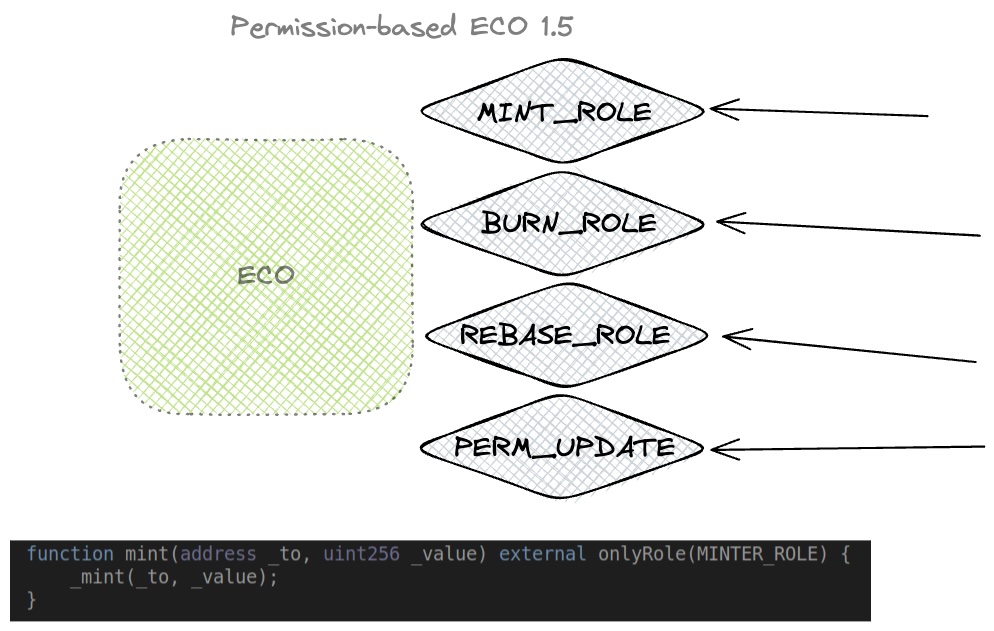 Permission-based ECO 1.5
MINT_ROLE
BURN_ROLE
ECO
REBASE_ROLE
PERM_UPDATE
function mint(address _to, uint256 _value) external onlyRole(MINTER_ROLE) {
    _mint(_to, _value);
}